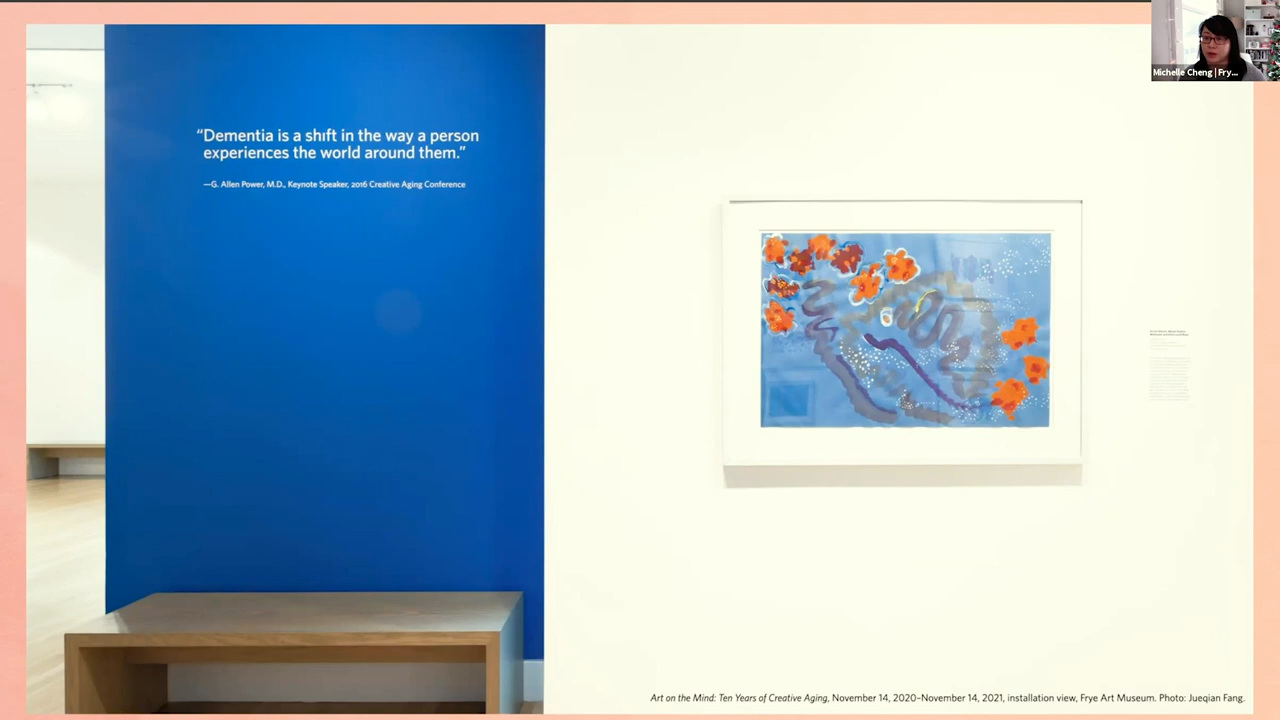 Michelle Cheng | Fry...
“Dementia is a shift in the way a person
experiences the world around them.”
—G. Allen Power, M.D., Keynote Speaker, 2016 Creative Aging Conference
Art on the Mind: Ten Years of Creative Aging, November 14, 2020–November 14, 2021, installation view, Frye Art Museum. Photo: Jueqian Fang.